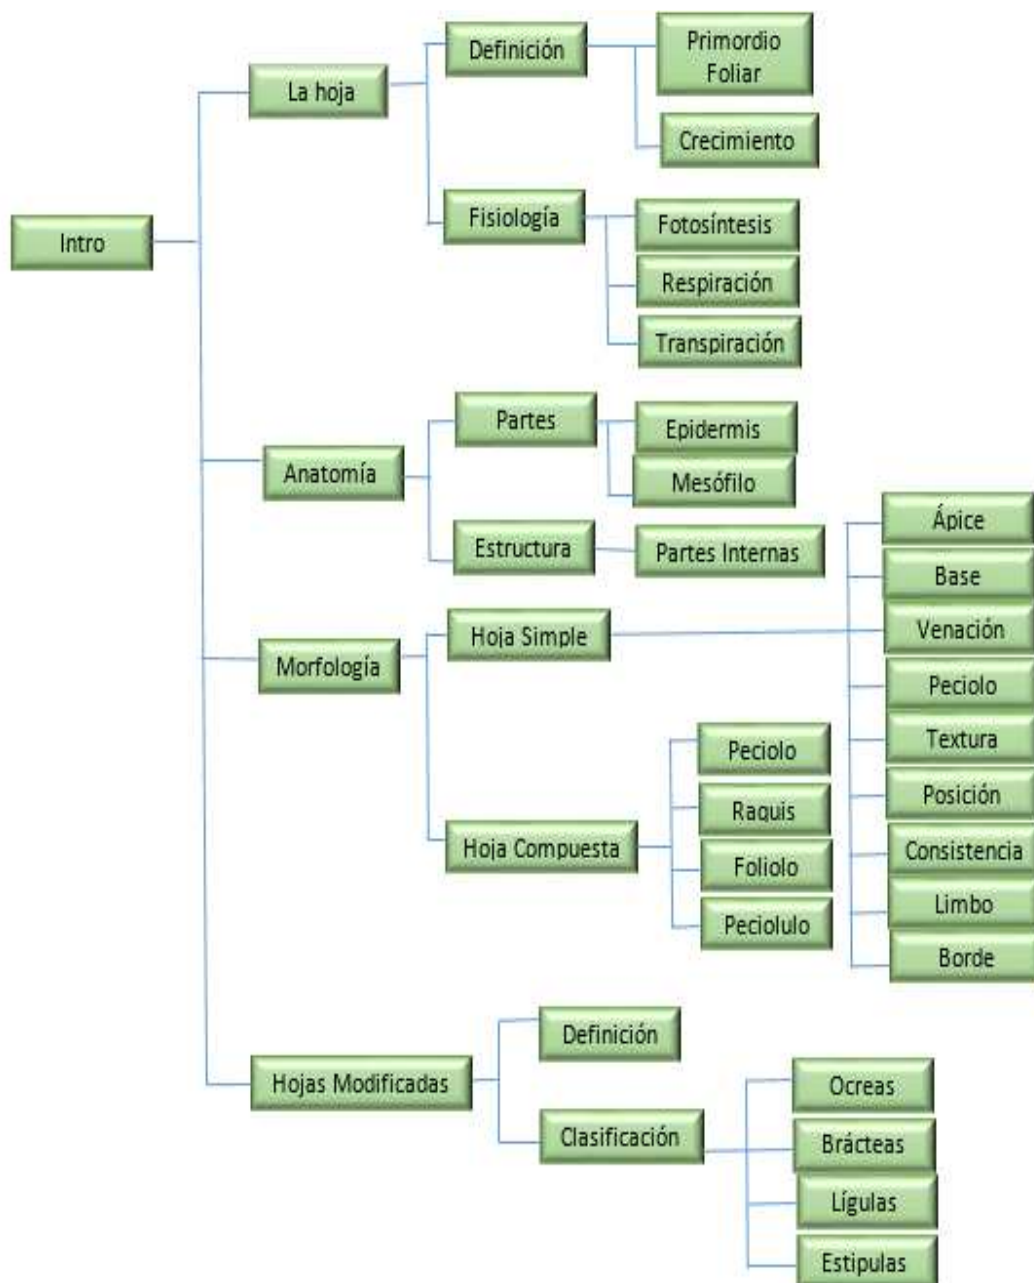 Intro
La hoja
Definición
Primordio
Foliar
Crecimiento
Fisiología
Fotosíntesis
Respiración
Transpiración
Anatomía
Partes
Epidermis
Mesófilo
Estructura
Partes Internas
Morfología
Hoja Simple
Ápice
Base
Venación
Peciolo
Textura
Posición
Consistencia
Limbo
Borde
Hoja Compuesta
Peciolo
Raquis
Foliolo
Peciolulo
Hojas Modificadas
Definición
Clasificación
Ocreas
Brácteas
Lígulas
Estipulas